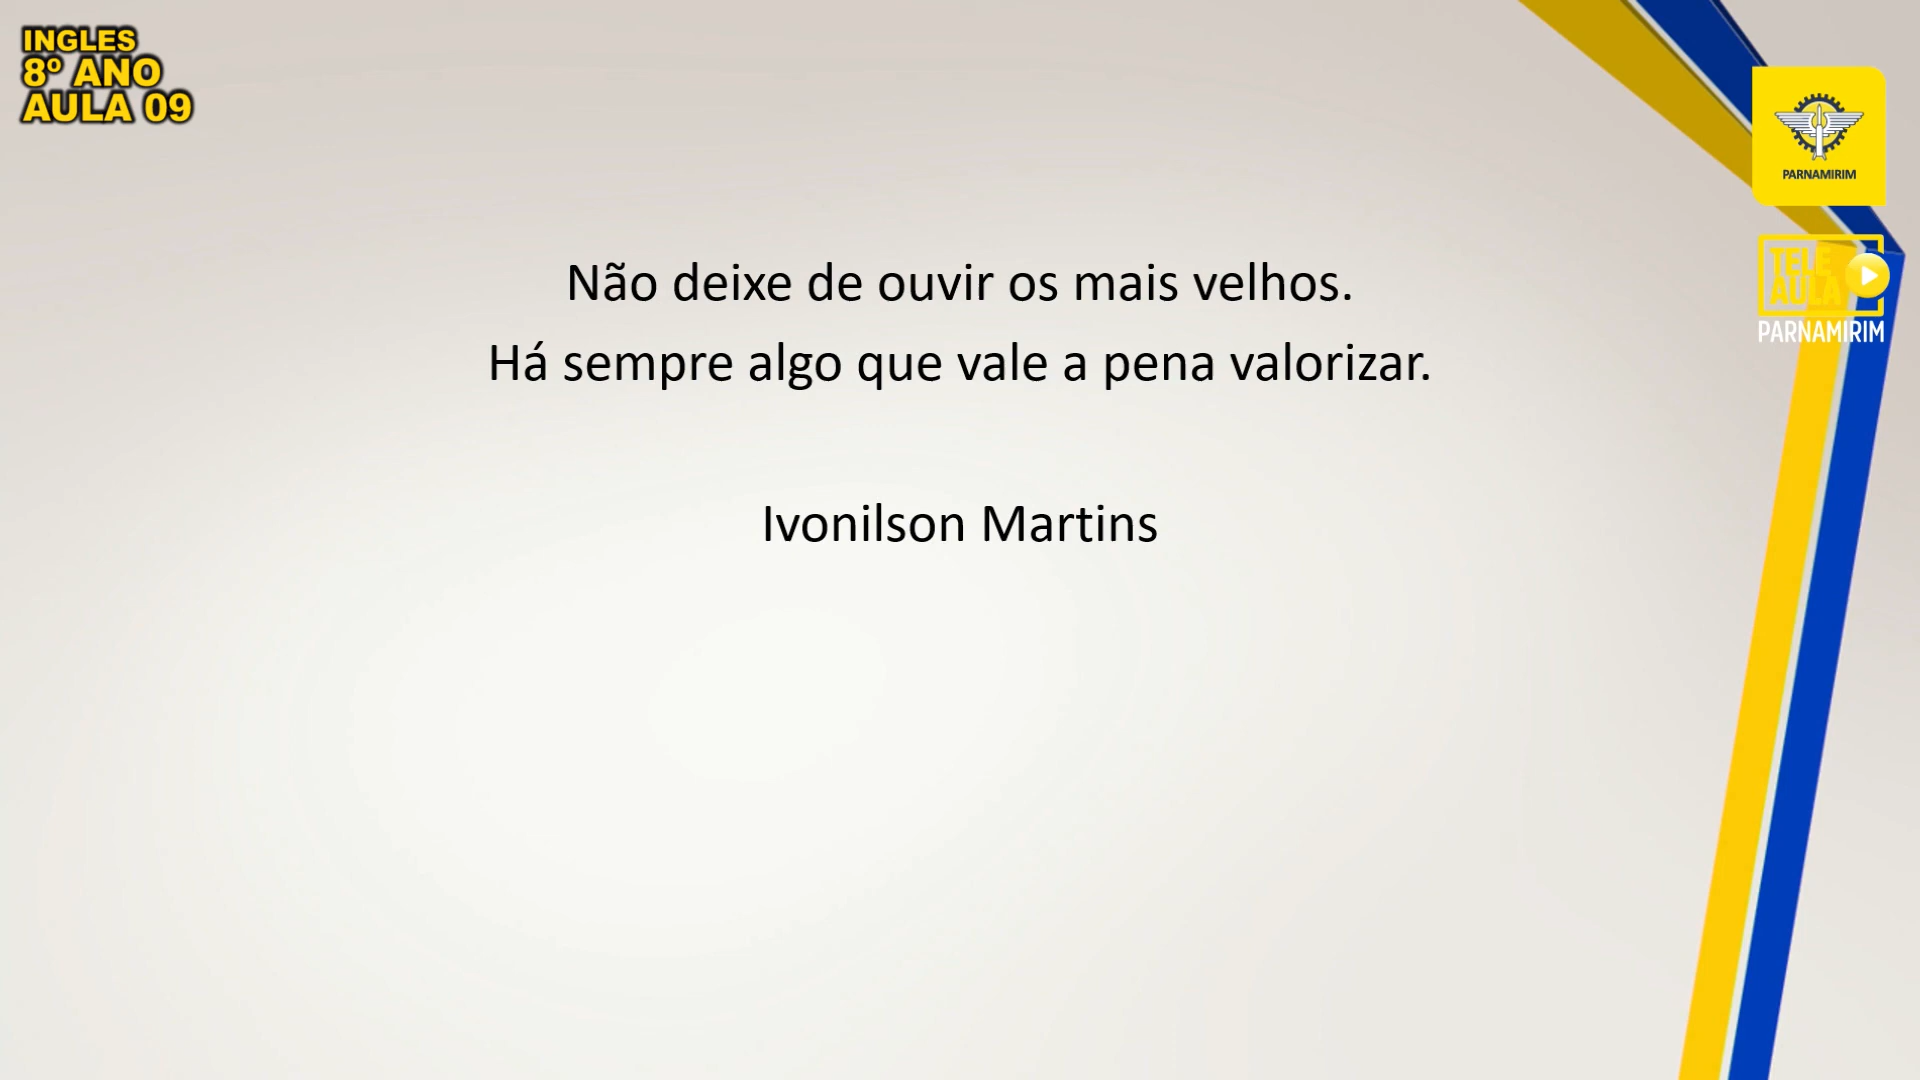 INGLES
8º ANO
AULA 09
PARNAMIRIM
TELE
AULA
PARNAMIRIM
Não deixe de ouvir os mais velhos.
Há sempre algo que vale a pena valorizar.
Ivonilson Martins